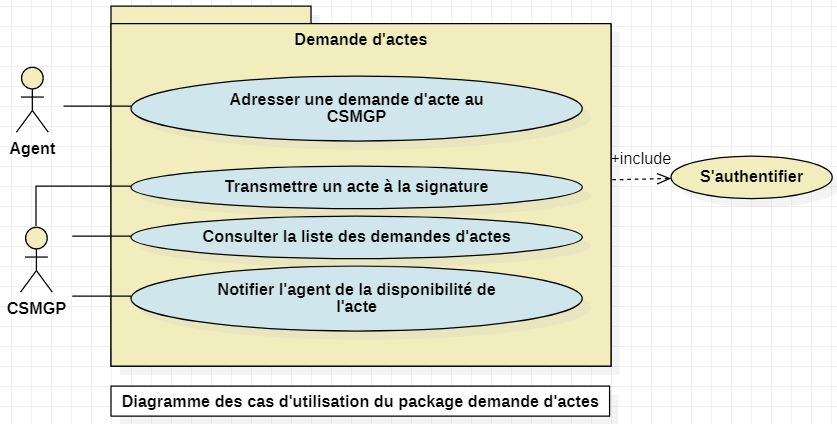 Demande d'actes
Adresser une demande d'acte au
CSMGP
Agent
+include
S'authentifier
Transmettre un acte à la signature
Consulter la liste des demandes d'actes
CSMGP
Notifier l'agent de la disponibilité de
l'acte
Diagramme des cas d'utilisation du package demande d'actes